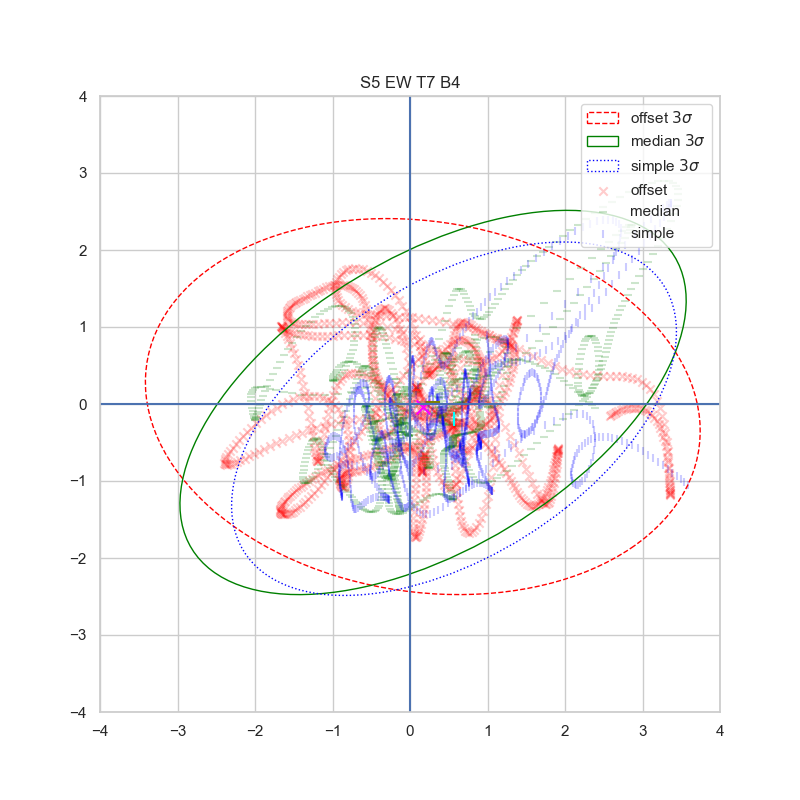 S5 EW T7 B4
offset 3σ
median 3σ
simple 3σ
offset
median
simple
4
3
2
1
0
−1
−2
−3
−4
−4 −3 −2 −1 0 1 2 3 4